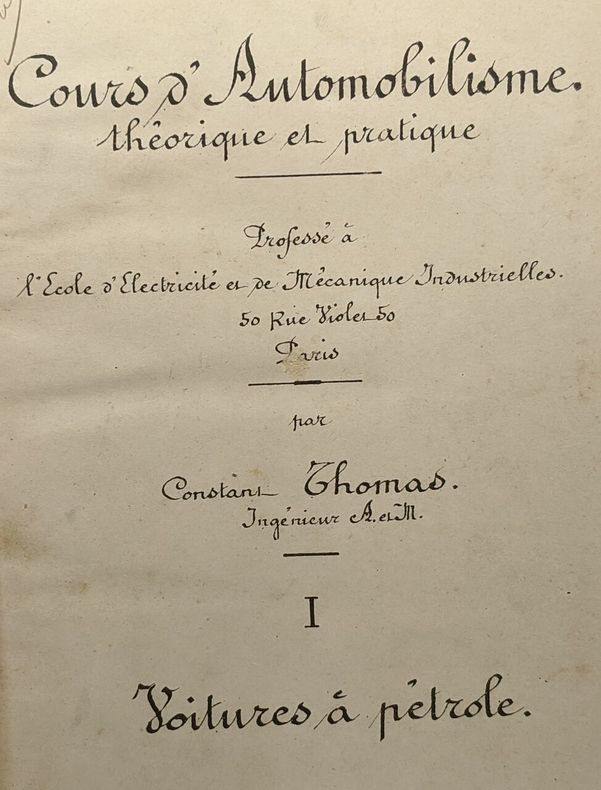 Cours d'Automobilisme.
théorique et pratique
Professé à
l'Ecole d'Electricité et de Mécanique Industrielles.
50 Rue Violet 50
Paris
par
Constant Thomas.
Ingénieur A. et M.
I
Voitures à pétrole.